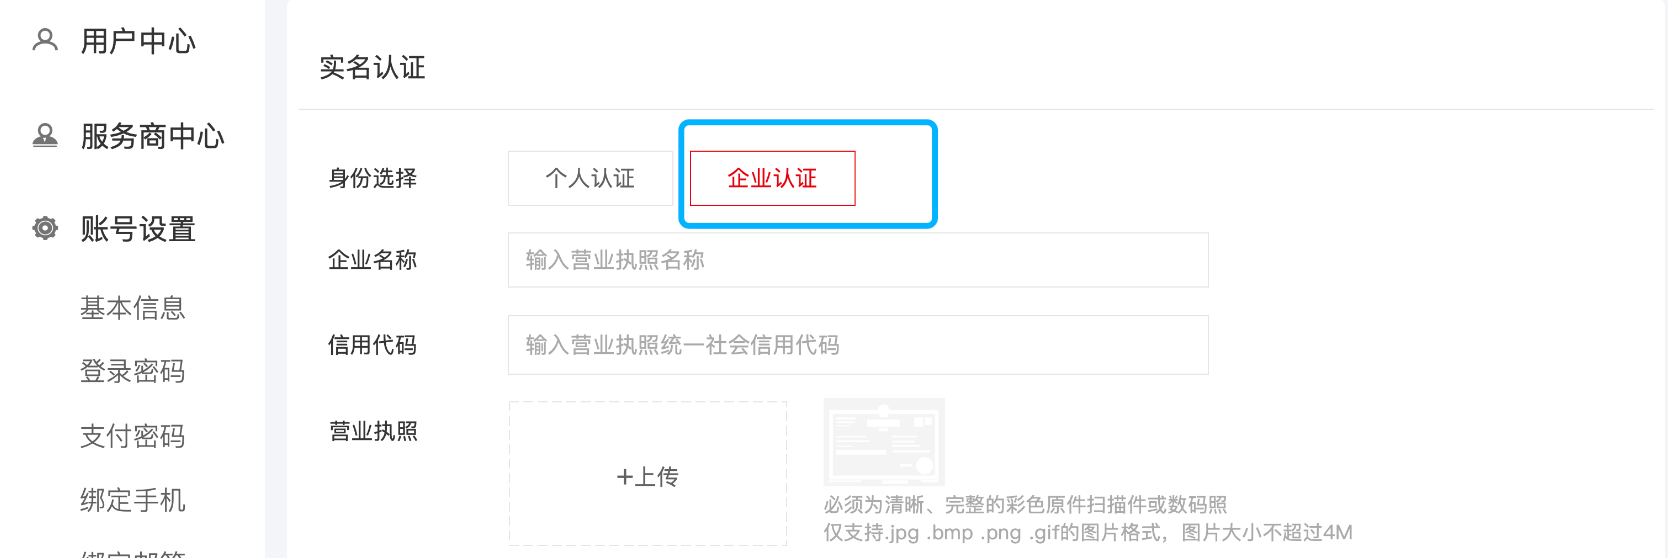 用户中心
服务商中心
账号设置
基本信息
登录密码
支付密码
绑定手机
实名认证
身份选择 个人认证 企业认证
企业名称 输入营业执照名称
信用代码 输入营业执照统一社会信用代码
营业执照 +上传
必须为清晰、完整的彩色原件扫描件或数码照
仅支持.jpg .bmp .png .gif的图片格式，图片大小不超过4M